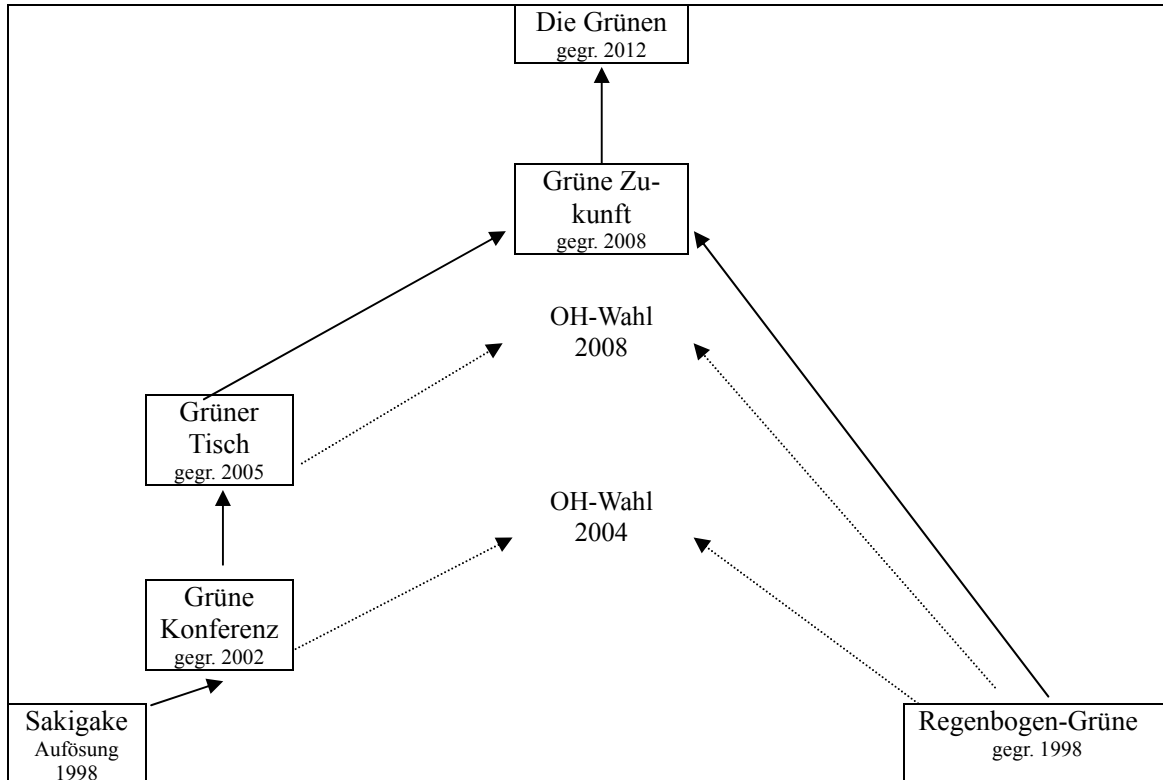 Die Grünen
gegr. 2012
Grüne Zu-
kunft
gegr. 2008
OH-Wahl
2008
Grüner
Tisch
gegr. 2005
OH-Wahl
2004
Grüne
Konferenz
gegr. 2002
Sakigake
Aufösung
1998
Regenbogen-Grüne
gegr. 1998